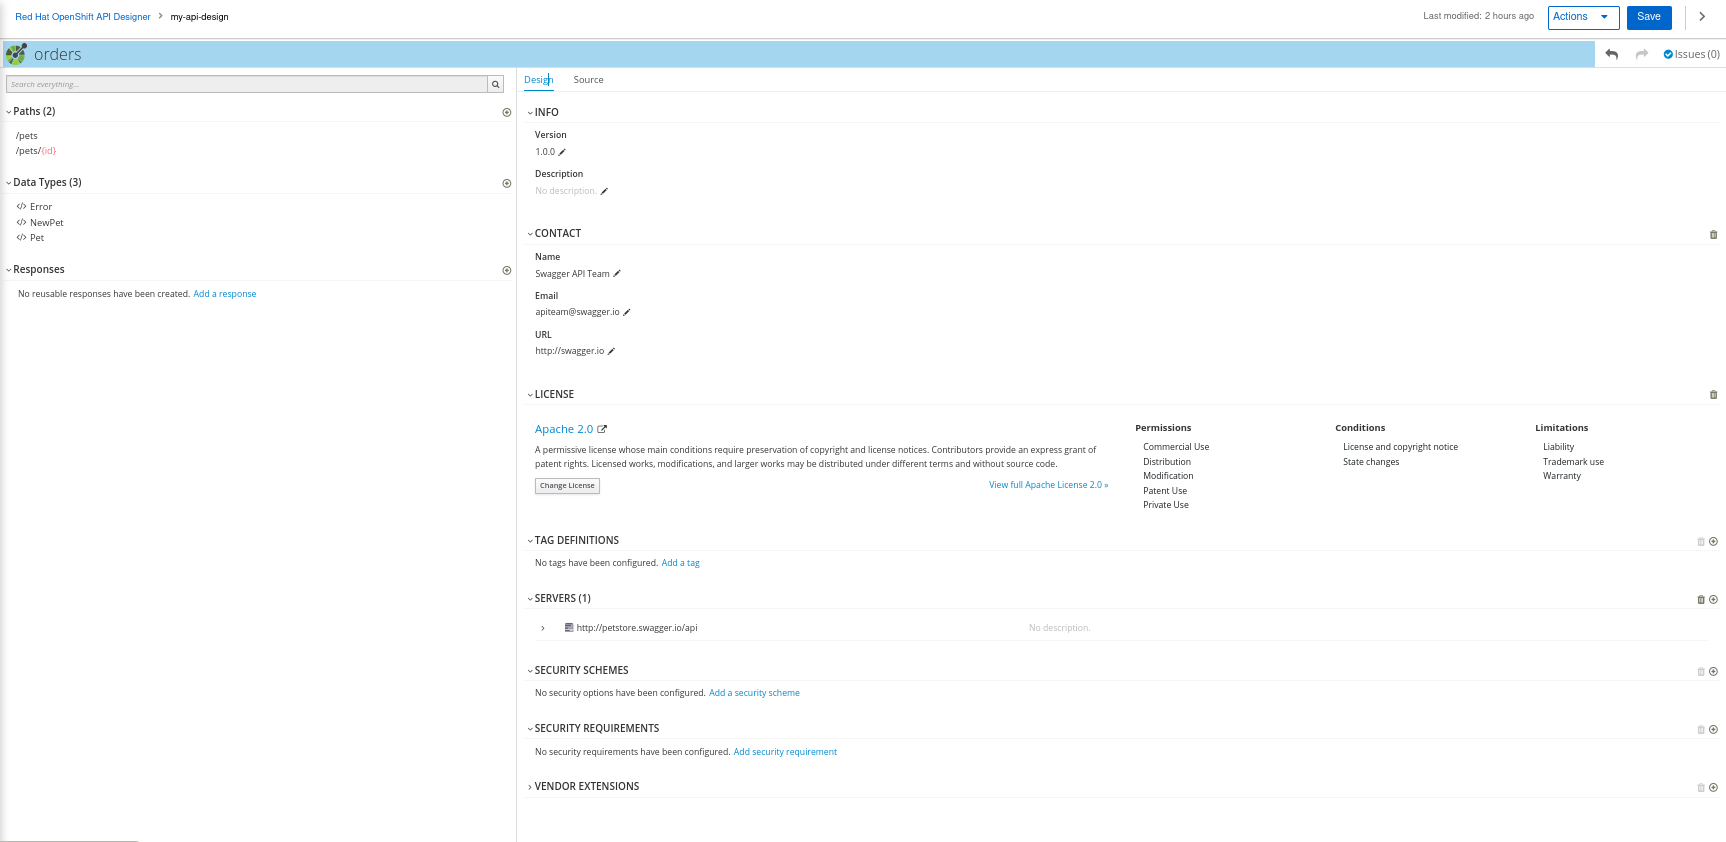 Red Hat OpenShift API Designer > my-api-design
Last modified: 2 hours ago
Actions
Save
orders
Issues (0)
Search everything...
Paths (2)
/pets
/pets/{id}
Data Types (3)
</> Error
</> NewPet
</> Pet
Responses
No reusable responses have been created. Add a response
Design Source
INFO
Version
1.0.0
Description
No description.
CONTACT
Name
Swagger API Team
Email
apiteam@swagger.io
URL
http://swagger.io
LICENSE
Apache 2.0
A permissive license whose main conditions require preservation of copyright and license notices. Contributors provide an express grant of
patent rights. Licensed works, modifications, and larger works may be distributed under different terms and without source code.
Change License
View full Apache License 2.0 »
Permissions
Commercial Use
Distribution
Modification
Patent Use
Private Use
Conditions
License and copyright notice
State changes
Limitations
Liability
Trademark use
Warranty
TAG DEFINITIONS
No tags have been configured. Add a tag
SERVERS (1)
http://petstore.swagger.io/api
No description.
SECURITY SCHEMES
No security options have been configured. Add a security scheme
SECURITY REQUIREMENTS
No security requirements have been configured. Add security requirement
VENDOR EXTENSIONS